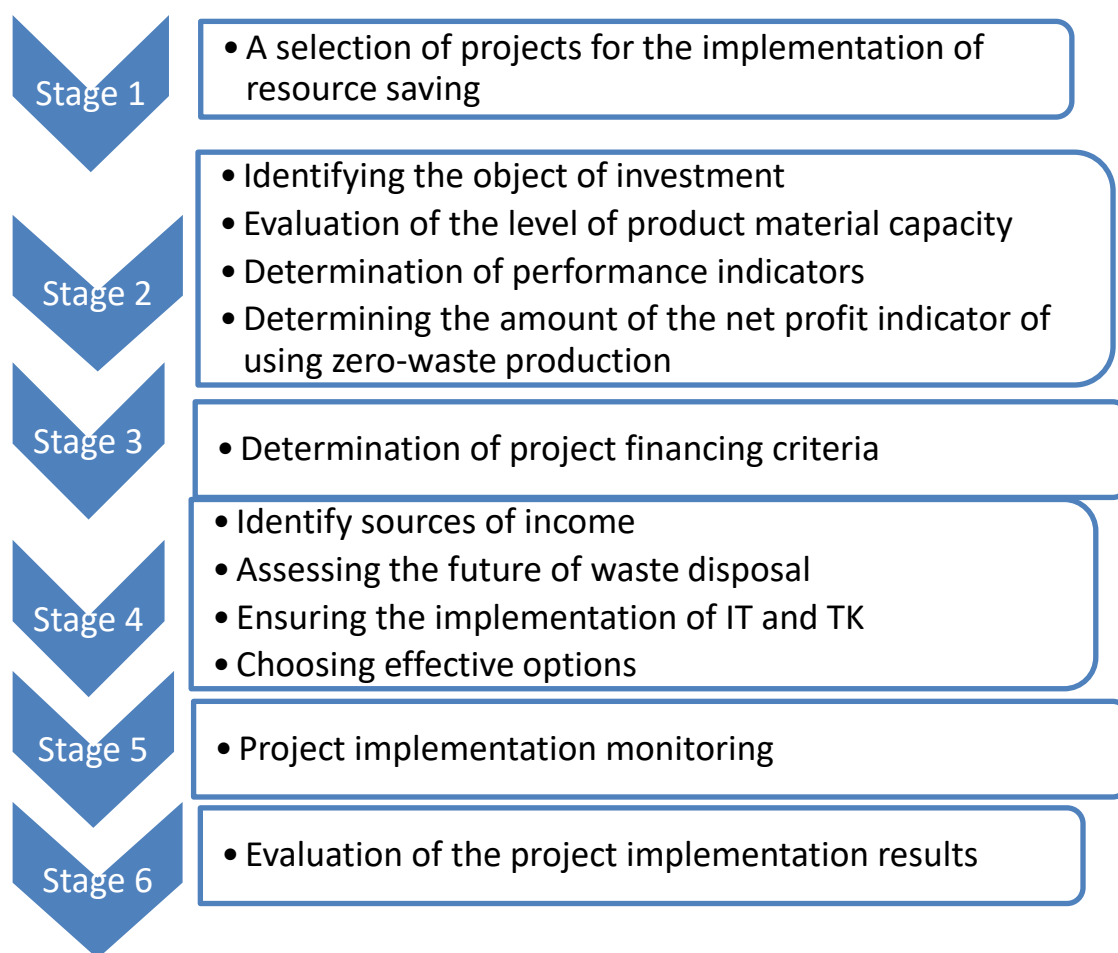 Stage 1
• A selection of projects for the implementation of
resource saving
Stage 2
• Identifying the object of investment
• Evaluation of the level of product material capacity
• Determination of performance indicators
• Determining the amount of the net profit indicator of
using zero-waste production
Stage 3
• Determination of project financing criteria
Stage 4
• Identify sources of income
• Assessing the future of waste disposal
• Ensuring the implementation of IT and TK
• Choosing effective options
Stage 5
• Project implementation monitoring
Stage 6
• Evaluation of the project implementation results